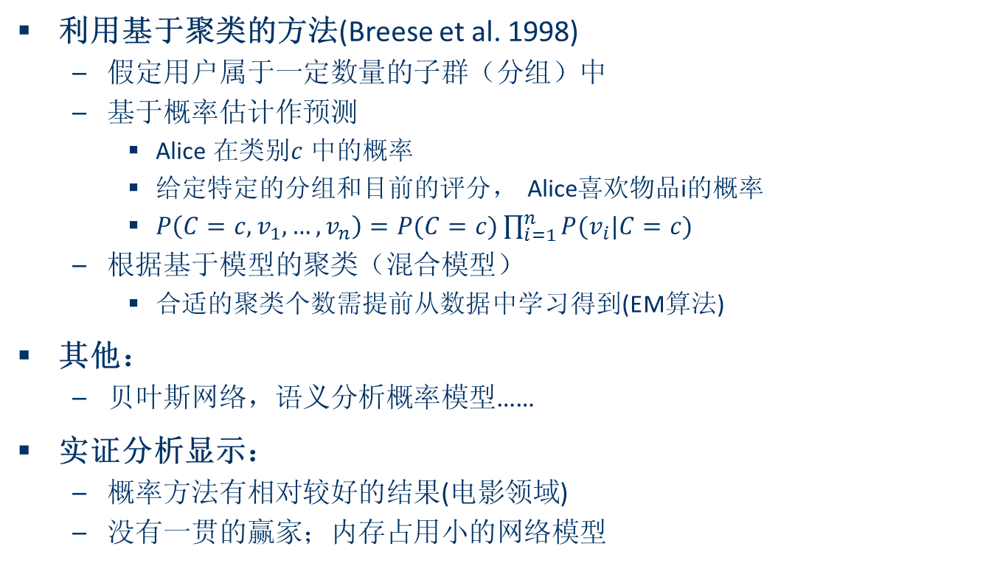 ▪ 利用基于聚类的方法(Breese et al. 1998)
– 假定用户属于一定数量的子群（分组）中
– 基于概率估计作预测
▪ Alice 在类别c 中的概率
▪ 给定特定的分组和目前的评分， Alice喜欢物品i的概率
▪ P(C = c, v₁, … , vₙ) = P(C = c) ∏ⁿᵢ₌₁ P(vᵢ|C = c)
– 根据基于模型的聚类（混合模型）
▪ 合适的聚类个数需提前从数据中学习得到(EM算法)
▪ 其他：
– 贝叶斯网络，语义分析概率模型……
▪ 实证分析显示：
– 概率方法有相对较好的结果(电影领域)
– 没有一贯的赢家；内存占用小的网络模型